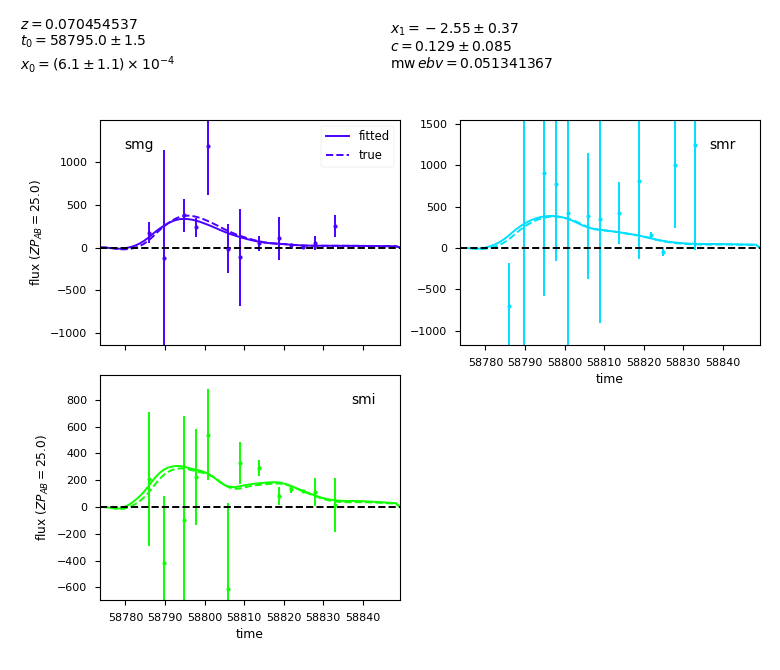 z = 0.070454537
t₀ = 58795.0 ± 1.5
x₀ = (6.1 ± 1.1) × 10⁻⁴
x₁ = −2.55 ± 0.37
c = 0.129 ± 0.085
mw ebv = 0.051341367
smg
fitted
true
1000
500
0
−500
−1000
flux (ZP_AB = 25.0)
smr
1500
1000
500
0
−500
−1000
58780 58790 58800 58810 58820 58830 58840
time
smi
800
600
400
200
0
−200
−400
−600
flux (ZP_AB = 25.0)
58780 58790 58800 58810 58820 58830 58840
time